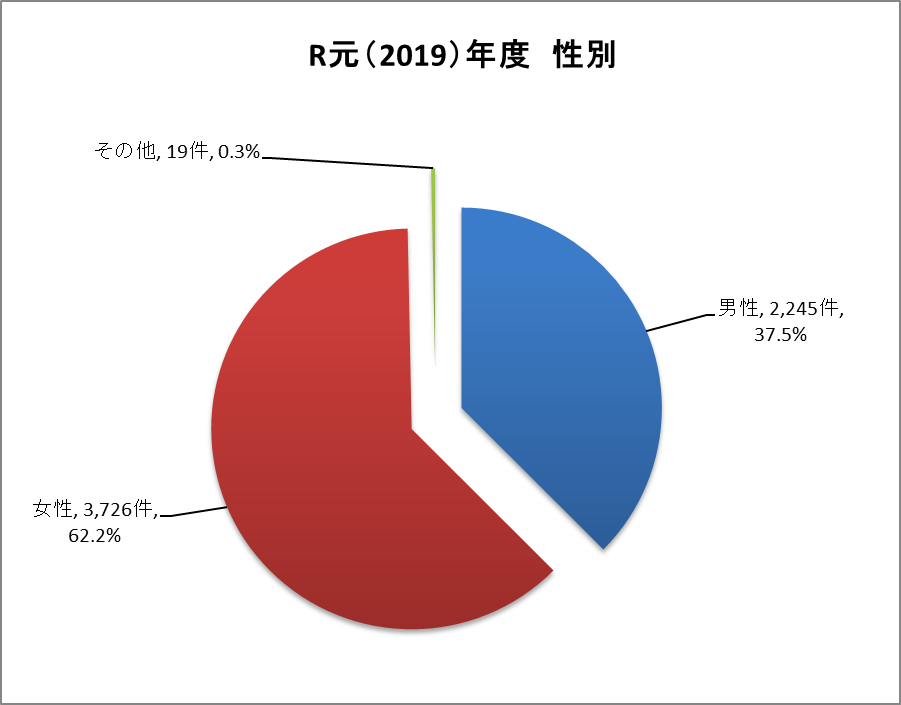 R元（2019）年度　性別
その他, 19件, 0.3%
男性, 2,245件,
37.5%
女性, 3,726件,
62.2%